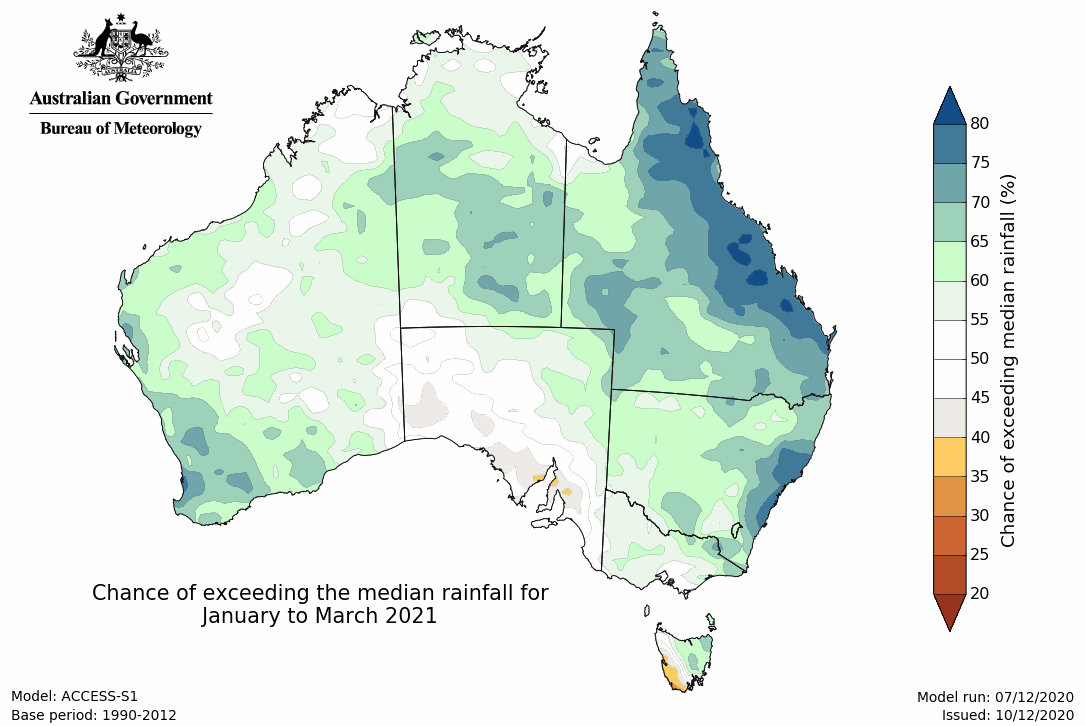 Australian Government
Bureau of Meteorology
80
75
70
65
60
55
50
45
40
35
30
25
20
Chance of exceeding median rainfall (%)
Chance of exceeding the median rainfall for
January to March 2021
Model: ACCESS-S1
Base period: 1990-2012
Model run: 07/12/2020
Issued: 10/12/2020